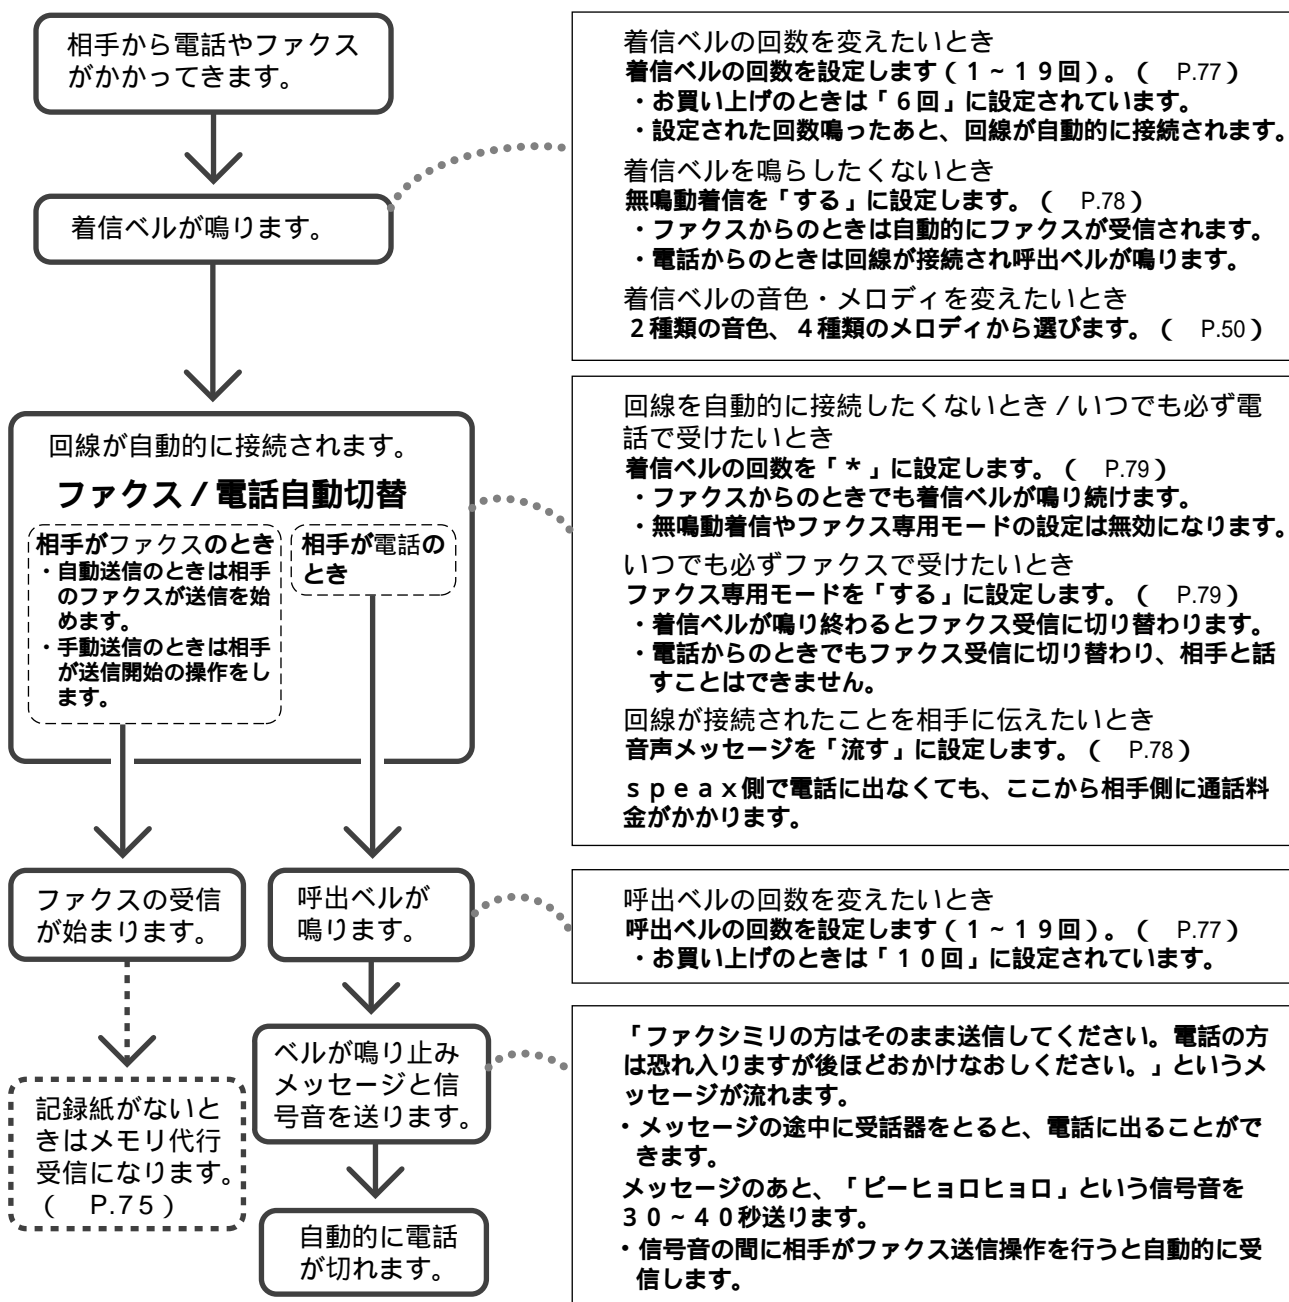 相手から電話やファクス
がかかってきます。
着信ベルが鳴ります。
回線が自動的に接続されます。
ファクス/電話自動切替
相手がファクスのとき
・自動送信のときは相手
のファクスが送信を始
めます。
・手動送信のときは相手
が送信開始の操作をし
ます。
相手が電話の
とき
ファクスの受信
が始まります。
呼出ベルが
鳴ります。
記録紙がないと
きはメモリ代行
受信になります。
( P.75)
ベルが鳴り止み
メッセージと信
号音を送ります。
自動的に電話
が切れます。
着信ベルの回数を変えたいとき
着信ベルの回数を設定します(1~19回)。( P.77)
・お買い上げのときは「6回」に設定されています。
・設定された回数鳴ったあと、回線が自動的に接続されます。
着信ベルを鳴らしたくないとき
無鳴動着信を「する」に設定します。( P.78)
・ファクスからのときは自動的にファクスが受信されます。
・電話からのときは回線が接続され呼出ベルが鳴ります。
着信ベルの音色・メロディを変えたいとき
2種類の音色、4種類のメロディから選びます。( P.50)
回線を自動的に接続したくないとき/いつでも必ず電
話で受けたいとき
着信ベルの回数を「*」に設定します。( P.79)
・ファクスからのときでも着信ベルが鳴り続けます。
・無鳴動着信やファクス専用モードの設定は無効になります。
いつでも必ずファクスで受けたいとき
ファクス専用モードを「する」に設定します。( P.79)
・着信ベルが鳴り終わるとファクス受信に切り替わります。
・電話からのときでもファクス受信に切り替わり、相手と話
すことはできません。
回線が接続されたことを相手に伝えたいとき
音声メッセージを「流す」に設定します。( P.78)
speax側で電話に出なくても、ここから相手側に通話料
金がかかります。
呼出ベルの回数を変えたいとき
呼出ベルの回数を設定します(1~19回)。( P.77)
・お買い上げのときは「10回」に設定されています。
「ファクシミリの方はそのまま送信してください。電話の方
は恐れ入りますが後ほどおかけなおしください。」というメ
ッセージが流れます。
・メッセージの途中に受話器をとると、電話に出ることがで
きます。
メッセージのあと、「ピーヒョロヒョロ」という信号音を
30~40秒送ります。
・信号音の間に相手がファクス送信操作を行うと自動的に受
信します。